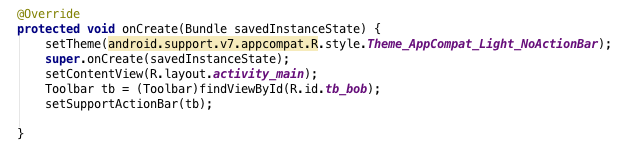 @Override
protected void onCreate(Bundle savedInstanceState) {
    setTheme(android.support.v7.appcompat.R.style.Theme_AppCompat_Light_NoActionBar);
    super.onCreate(savedInstanceState);
    setContentView(R.layout.activity_main);
    Toolbar tb = (Toolbar)findViewById(R.id.tb_bob);
    setSupportActionBar(tb);
}